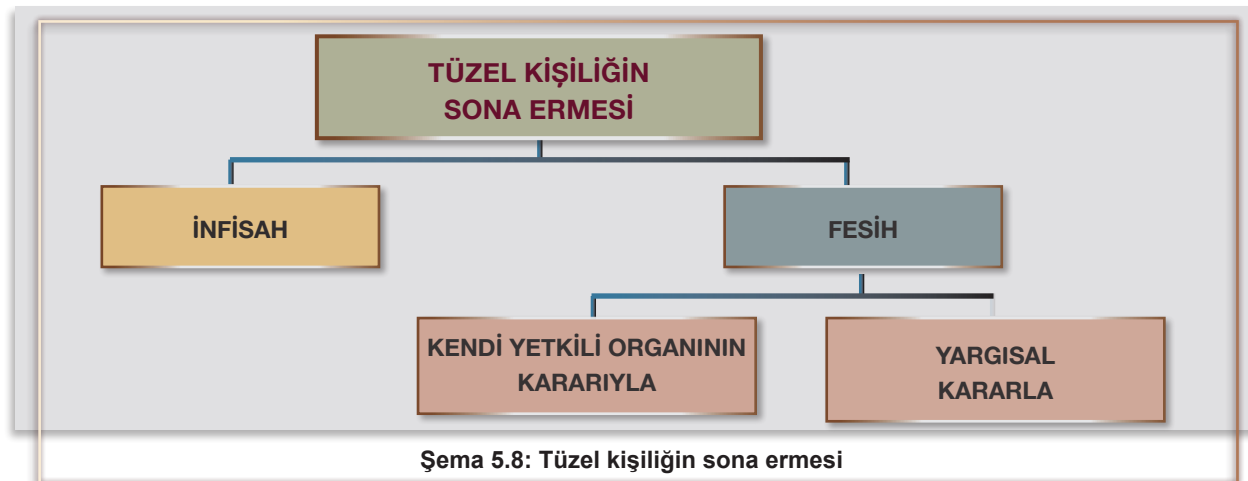 TÜZEL KİŞİLİĞİN
SONA ERMESİ
İNFİSAH
FESİH
KENDİ YETKİLİ ORGANININ
KARARIYLA
YARGISAL
KARARLA
Şema 5.8: Tüzel kişiliğin sona ermesi